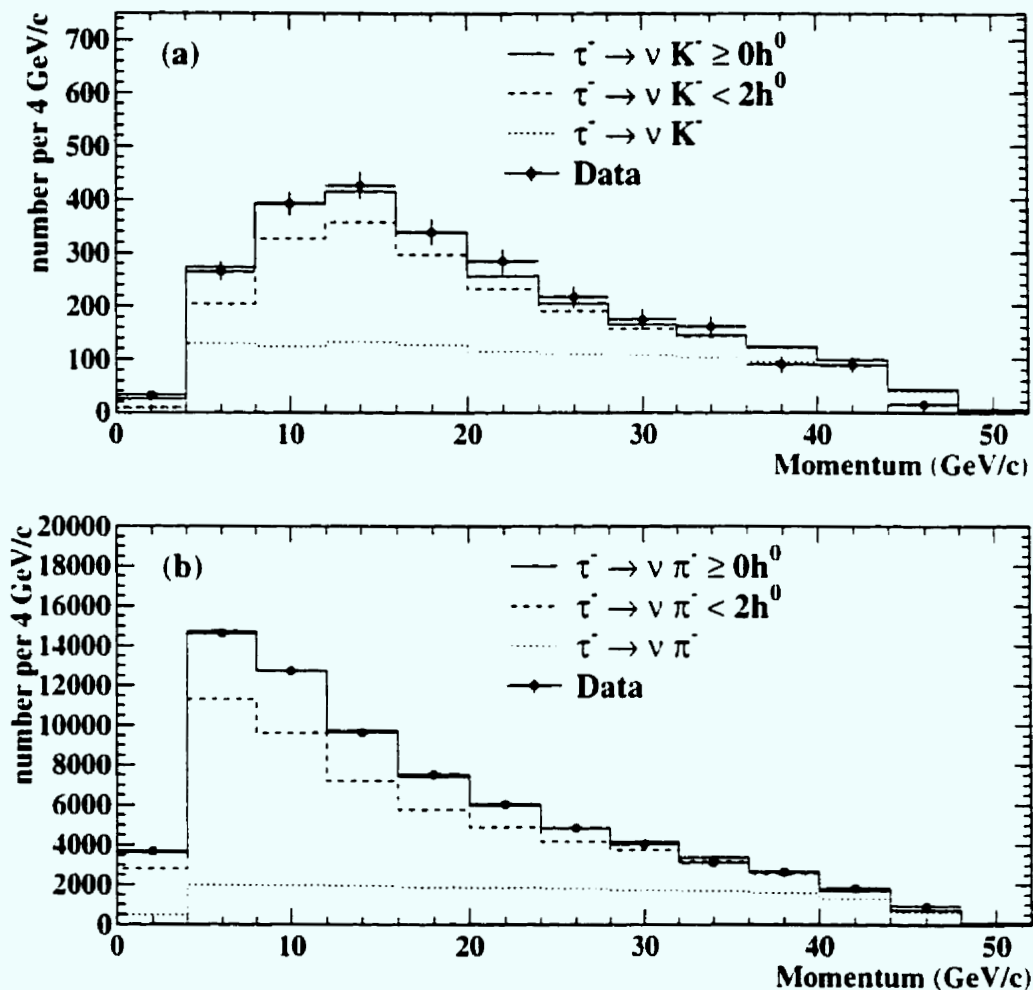 (a)
τ⁻ → ν K⁻ ≥ 0h⁰
τ⁻ → ν K⁻ < 2h⁰
τ⁻ → ν K⁻
Data
number per 4 GeV/c
700
600
500
400
300
200
100
0
0 10 20 30 40 50
Momentum (GeV/c)
(b)
τ⁻ → ν π⁻ ≥ 0h⁰
τ⁻ → ν π⁻ < 2h⁰
τ⁻ → ν π⁻
Data
number per 4 GeV/c
20000
18000
16000
14000
12000
10000
8000
6000
4000
2000
0
0 10 20 30 40 50
Momentum (GeV/c)